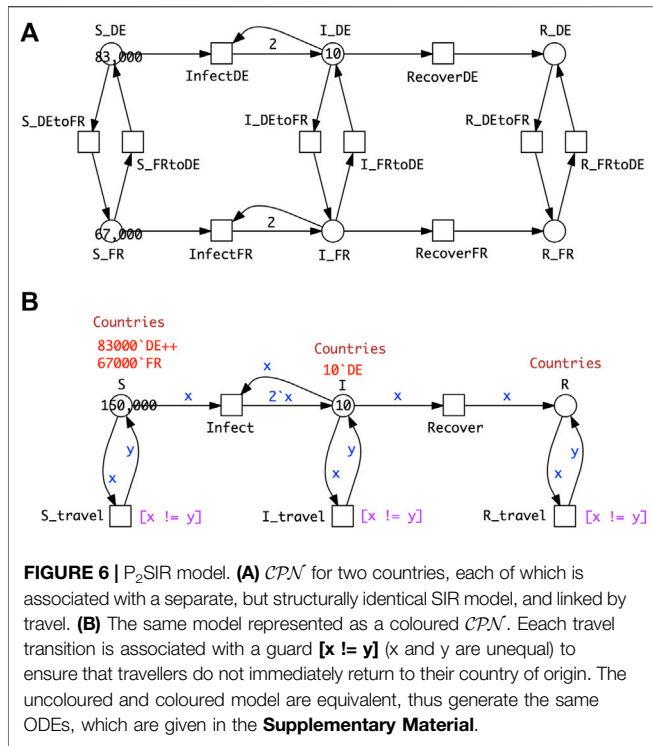 A
S_DE
I_DE
R_DE
83,000
2
10
InfectDE
RecoverDE
S_DEtoFR
I_DEtoFR
R_DEtoFR
S_FRtoDE
I_FRtoDE
R_FRtoDE
67,000
2
S_FR
InfectFR
I_FR
RecoverFR
R_FR
B
Countries
83000`DE++
67000`FR
Countries
10`DE
Countries
S
x
I
R
150,000
x
2`x
10
x
x
Infect
Recover
y
y
y
x
x
x
S_travel
[x != y]
I_travel
[x != y]
R_travel
[x != y]
FIGURE 6 | P₂SIR model. (A) CPN for two countries, each of which is
associated with a separate, but structurally identical SIR model, and linked by
travel. (B) The same model represented as a coloured CPN. Eeach travel
transition is associated with a guard [x != y] (x and y are unequal) to
ensure that travellers do not immediately return to their country of origin. The
uncoloured and coloured model are equivalent, thus generate the same
ODEs, which are given in the Supplementary Material.